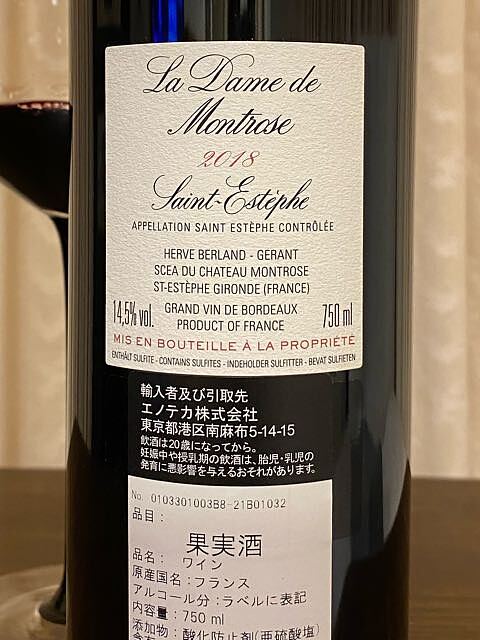 La Dame de
Montrose
2018
Saint-Estèphe
APPELLATION SAINT ESTÈPHE CONTRÔLÉE
HERVE BERLAND - GERANT
SCEA DU CHATEAU MONTROSE
ST-ESTÈPHE GIRONDE (FRANCE)
14,5% vol. GRAND VIN DE BORDEAUX 750 ml
PRODUCT OF FRANCE
MIS EN BOUTEILLE À LA PROPRIÉTÉ
ENTHÄLT SULFITE - CONTAINS SULFITES - INDEHOLDER SULFITTER - BEVAT SULFIETEN
輸入者及び引取先
エノテカ株式会社
東京都港区南麻布5-14-15
飲酒は20歳になってから。
妊娠中や授乳期の飲酒は、胎児・乳児の
発育に悪影響を与えるおそれがあります。
No. 0103301003B8-21B01032
品目：
果実酒
品名： ワイン
原産国名：フランス
アルコール分：ラベルに表記
内容量：750 ml
添加物：酸化防止剤(亜硫酸塩)